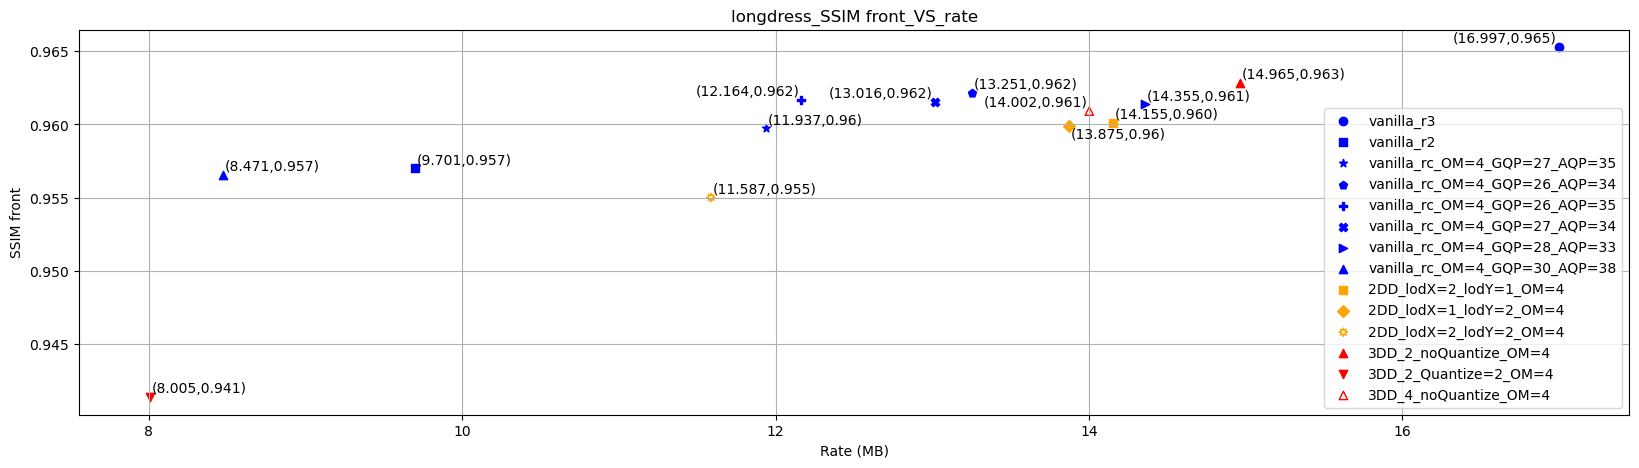 longdress_SSIM front_VS_rate
SSIM front
0.965
0.960
0.955
0.950
0.945
(16.997,0.965)
(14.965,0.963)
(12.164,0.962)
(13.016,0.962)
(13.251,0.962)
(14.002,0.961)
(14.355,0.961)
(11.937,0.96)
(13.875,0.96)
(14.155,0.960)
(8.471,0.957)
(9.701,0.957)
(11.587,0.955)
(8.005,0.941)
vanilla_r3
vanilla_r2
vanilla_rc_OM=4_GQP=27_AQP=35
vanilla_rc_OM=4_GQP=26_AQP=34
vanilla_rc_OM=4_GQP=26_AQP=35
vanilla_rc_OM=4_GQP=27_AQP=34
vanilla_rc_OM=4_GQP=28_AQP=33
vanilla_rc_OM=4_GQP=30_AQP=38
2DD_lodX=2_lodY=1_OM=4
2DD_lodX=1_lodY=2_OM=4
2DD_lodX=2_lodY=2_OM=4
3DD_2_noQuantize_OM=4
3DD_2_Quantize=2_OM=4
3DD_4_noQuantize_OM=4
8
10
12
14
16
Rate (MB)